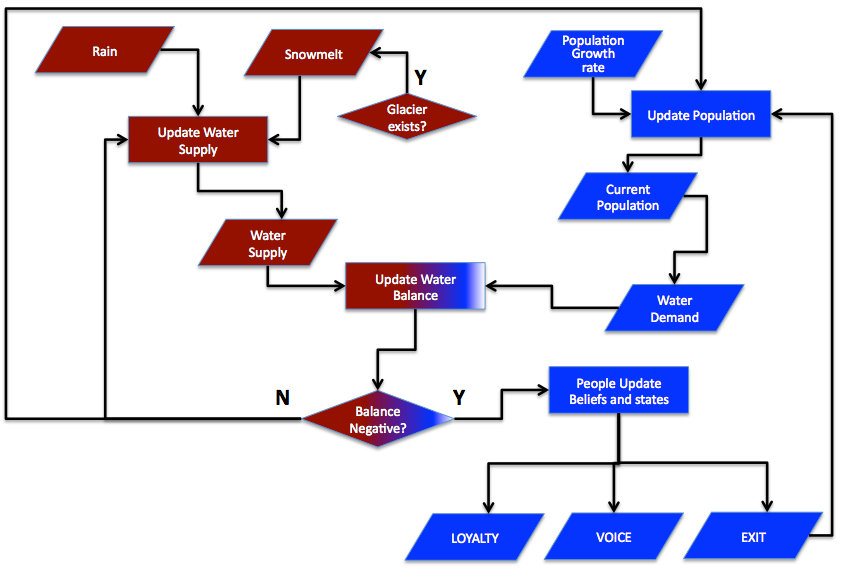 Rain
Snowmelt
Population
Growth
rate
Y
Glacier
exists?
Update Population
Update Water
Supply
Current
Population
Water
Supply
Update Water
Balance
Water
Demand
People Update
Beliefs and states
N
Balance
Negative?
Y
LOYALTY
VOICE
EXIT